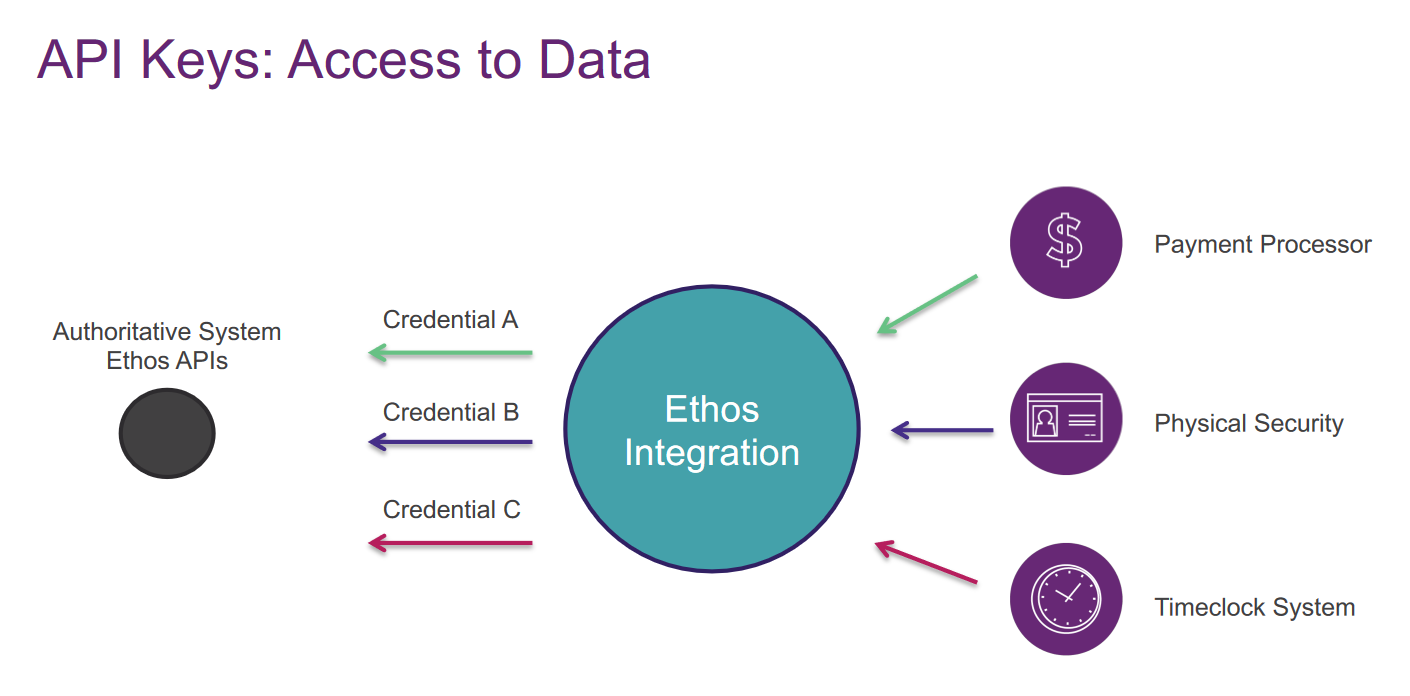 API Keys: Access to Data
Authoritative System
Ethos APIs
Credential A
Credential B
Credential C
Ethos
Integration
Payment Processor
Physical Security
Timeclock System